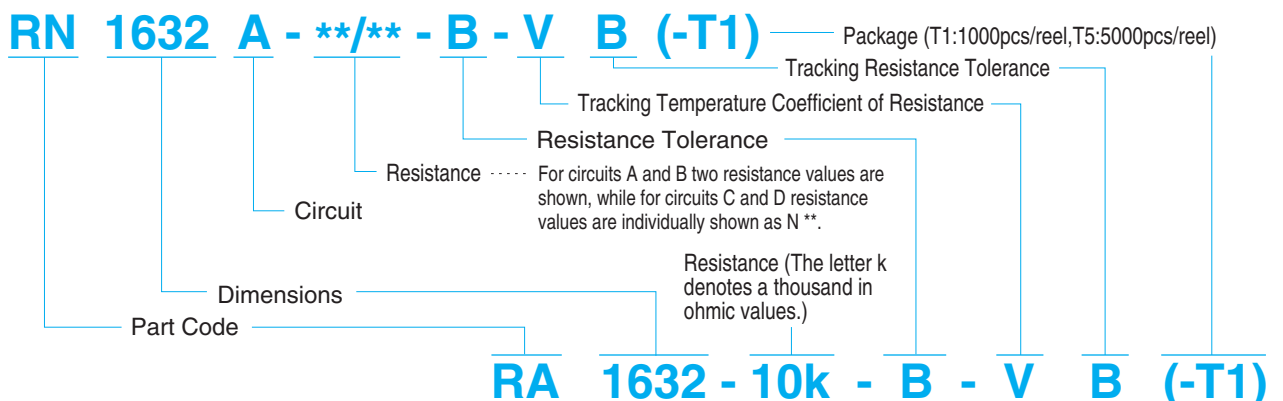 RN 1632 A - **/** - B - V B (-T1)
Package (T1:1000pcs/reel,T5:5000pcs/reel)
Tracking Resistance Tolerance
Tracking Temperature Coefficient of Resistance
Resistance Tolerance
Resistance
For circuits A and B two resistance values are
shown, while for circuits C and D resistance
values are individually shown as N **.
Circuit
Resistance (The letter k
denotes a thousand in
ohmic values.)
Dimensions
Part Code
RA 1632 - 10k - B - V B (-T1)